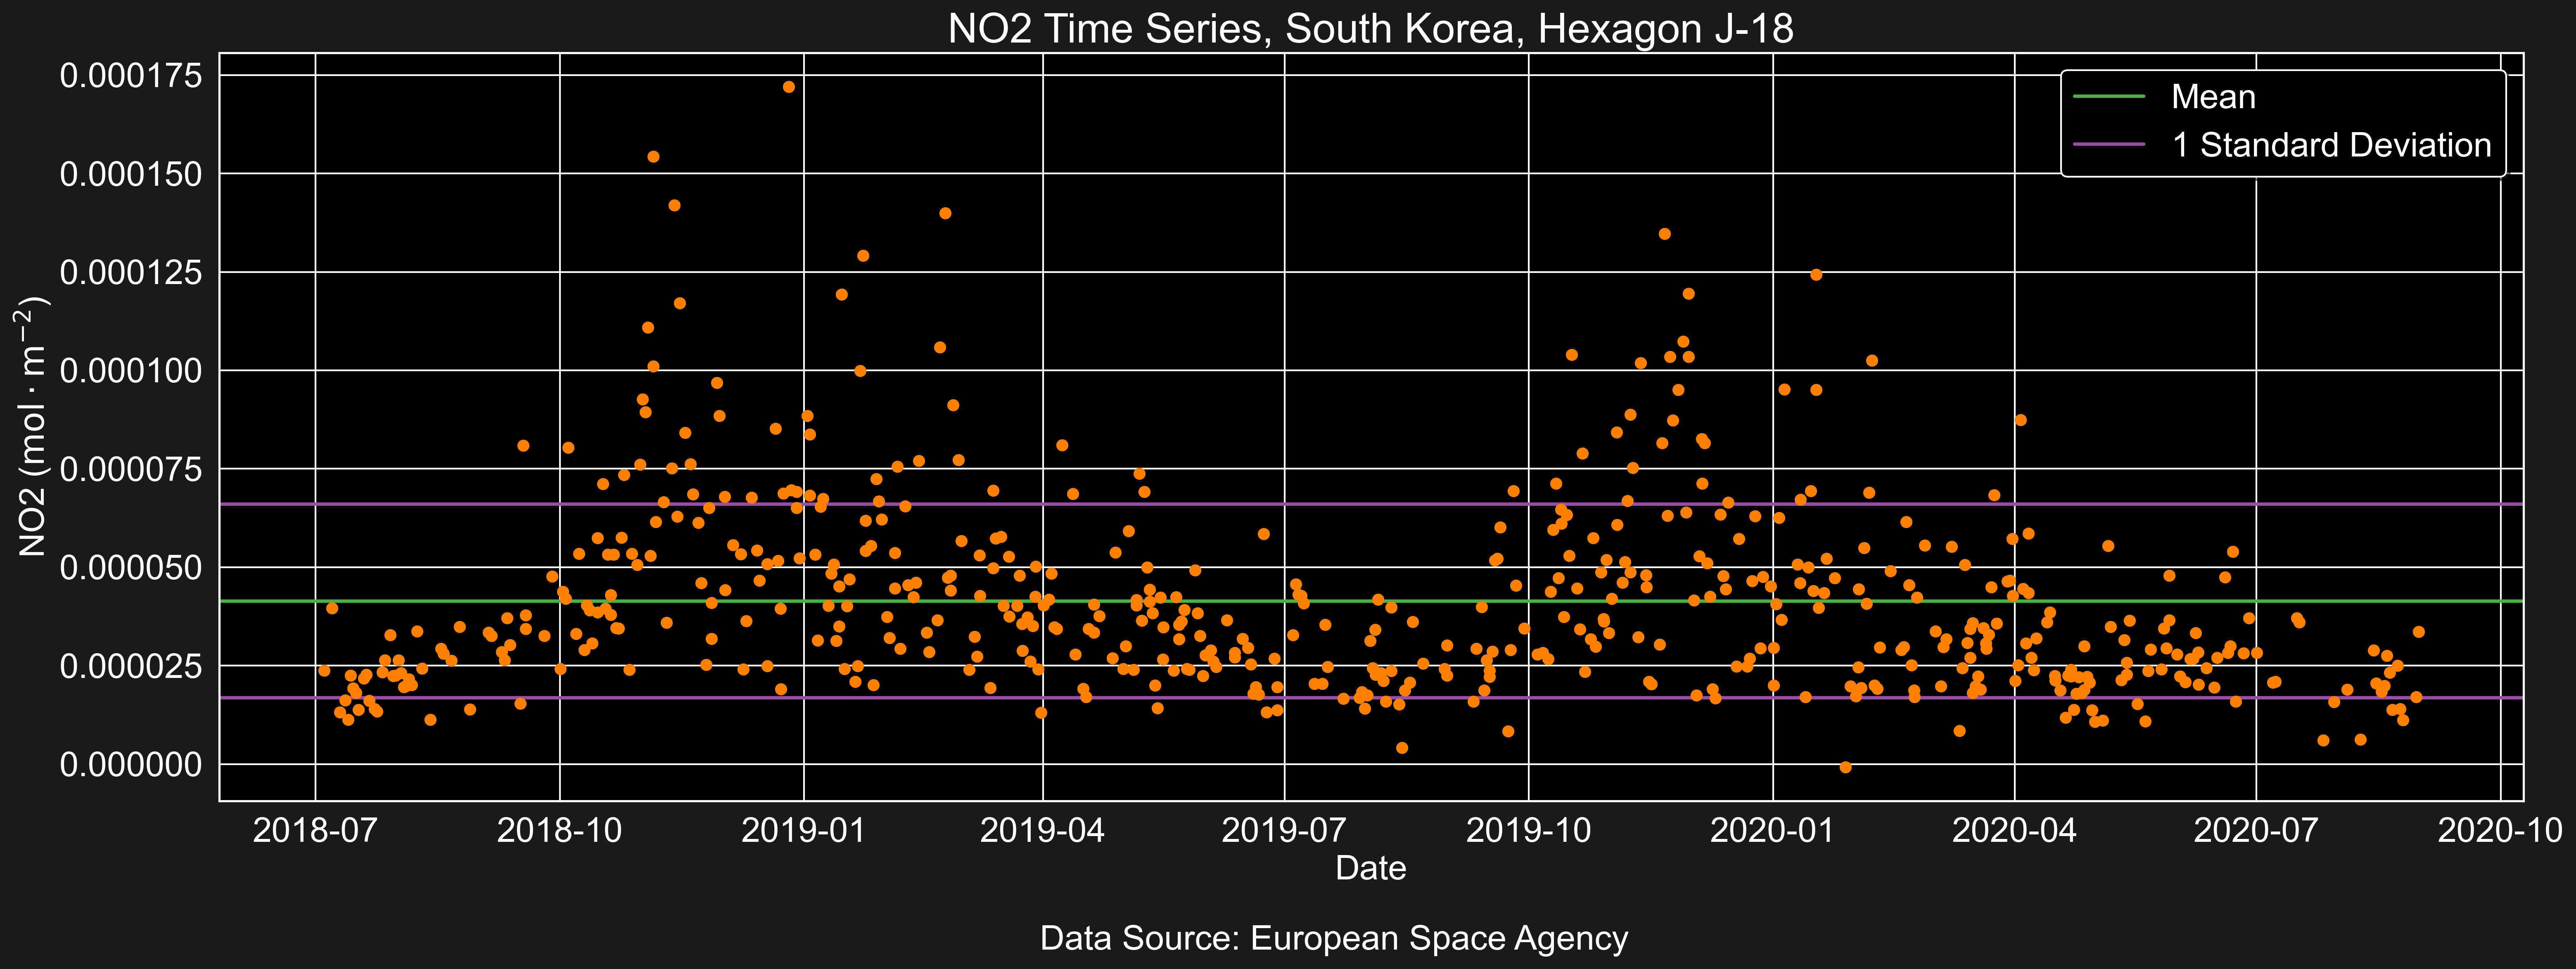 NO2 Time Series, South Korea, Hexagon J-18
0.000175
0.000150
0.000125
0.000100
0.000075
0.000050
0.000025
0.000000
NO2 (mol · m⁻²)
Mean
1 Standard Deviation
2018-07 2018-10 2019-01 2019-04 2019-07 2019-10 2020-01 2020-04 2020-07 2020-10
Date
Data Source: European Space Agency